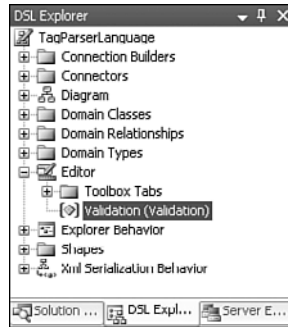 DSL Explorer
TagParserLanguage
Connection Builders
Connectors
Diagram
Domain Classes
Domain Relationships
Domain Types
Editor
Toolbox Tabs
Validation (Validation)
Explorer Behavior
Shapes
Xml Serialization Behavior
Solution ... DSL Expl... Server E...